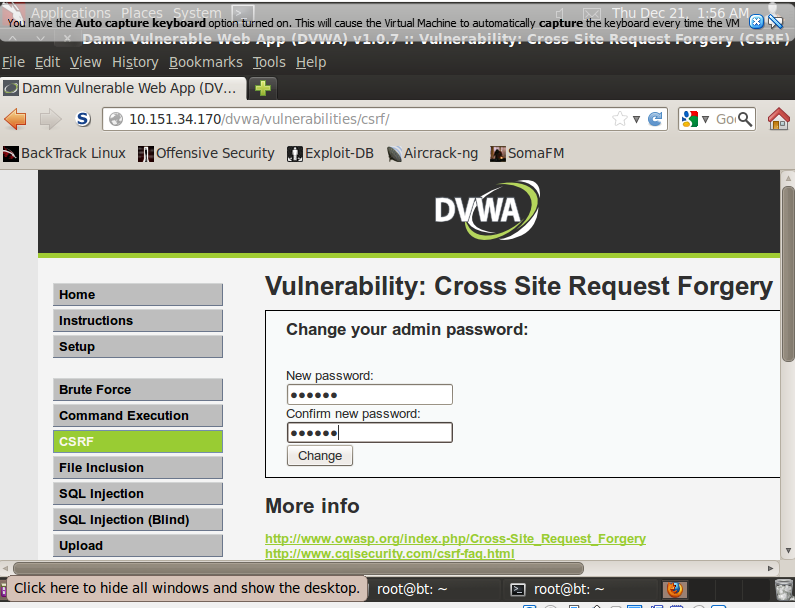 Applications Places System Thu Dec 21, 1:56 AM
You have the Auto capture keyboard option turned on. This will cause the Virtual Machine to automatically capture the keyboard every time the VM
Damn Vulnerable Web App (DVWA) v1.0.7 :: Vulnerability: Cross Site Request Forgery (CSRF)
File Edit View History Bookmarks Tools Help
Damn Vulnerable Web App (DV...
S 10.151.34.170/dvwa/vulnerabilities/csrf/
BackTrack Linux Offensive Security Exploit-DB Aircrack-ng SomaFM
DVWA
Home
Instructions
Setup
Brute Force
Command Execution
CSRF
File Inclusion
SQL Injection
SQL Injection (Blind)
Upload
Vulnerability: Cross Site Request Forgery
Change your admin password:
New password:
••••••
Confirm new password:
••••••
Change
More info
http://www.owasp.org/index.php/Cross-Site_Request_Forgery
http://www.cgisecurity.com/csrf-faq.html
Click here to hide all windows and show the desktop. root@bt: ~ root@bt: ~